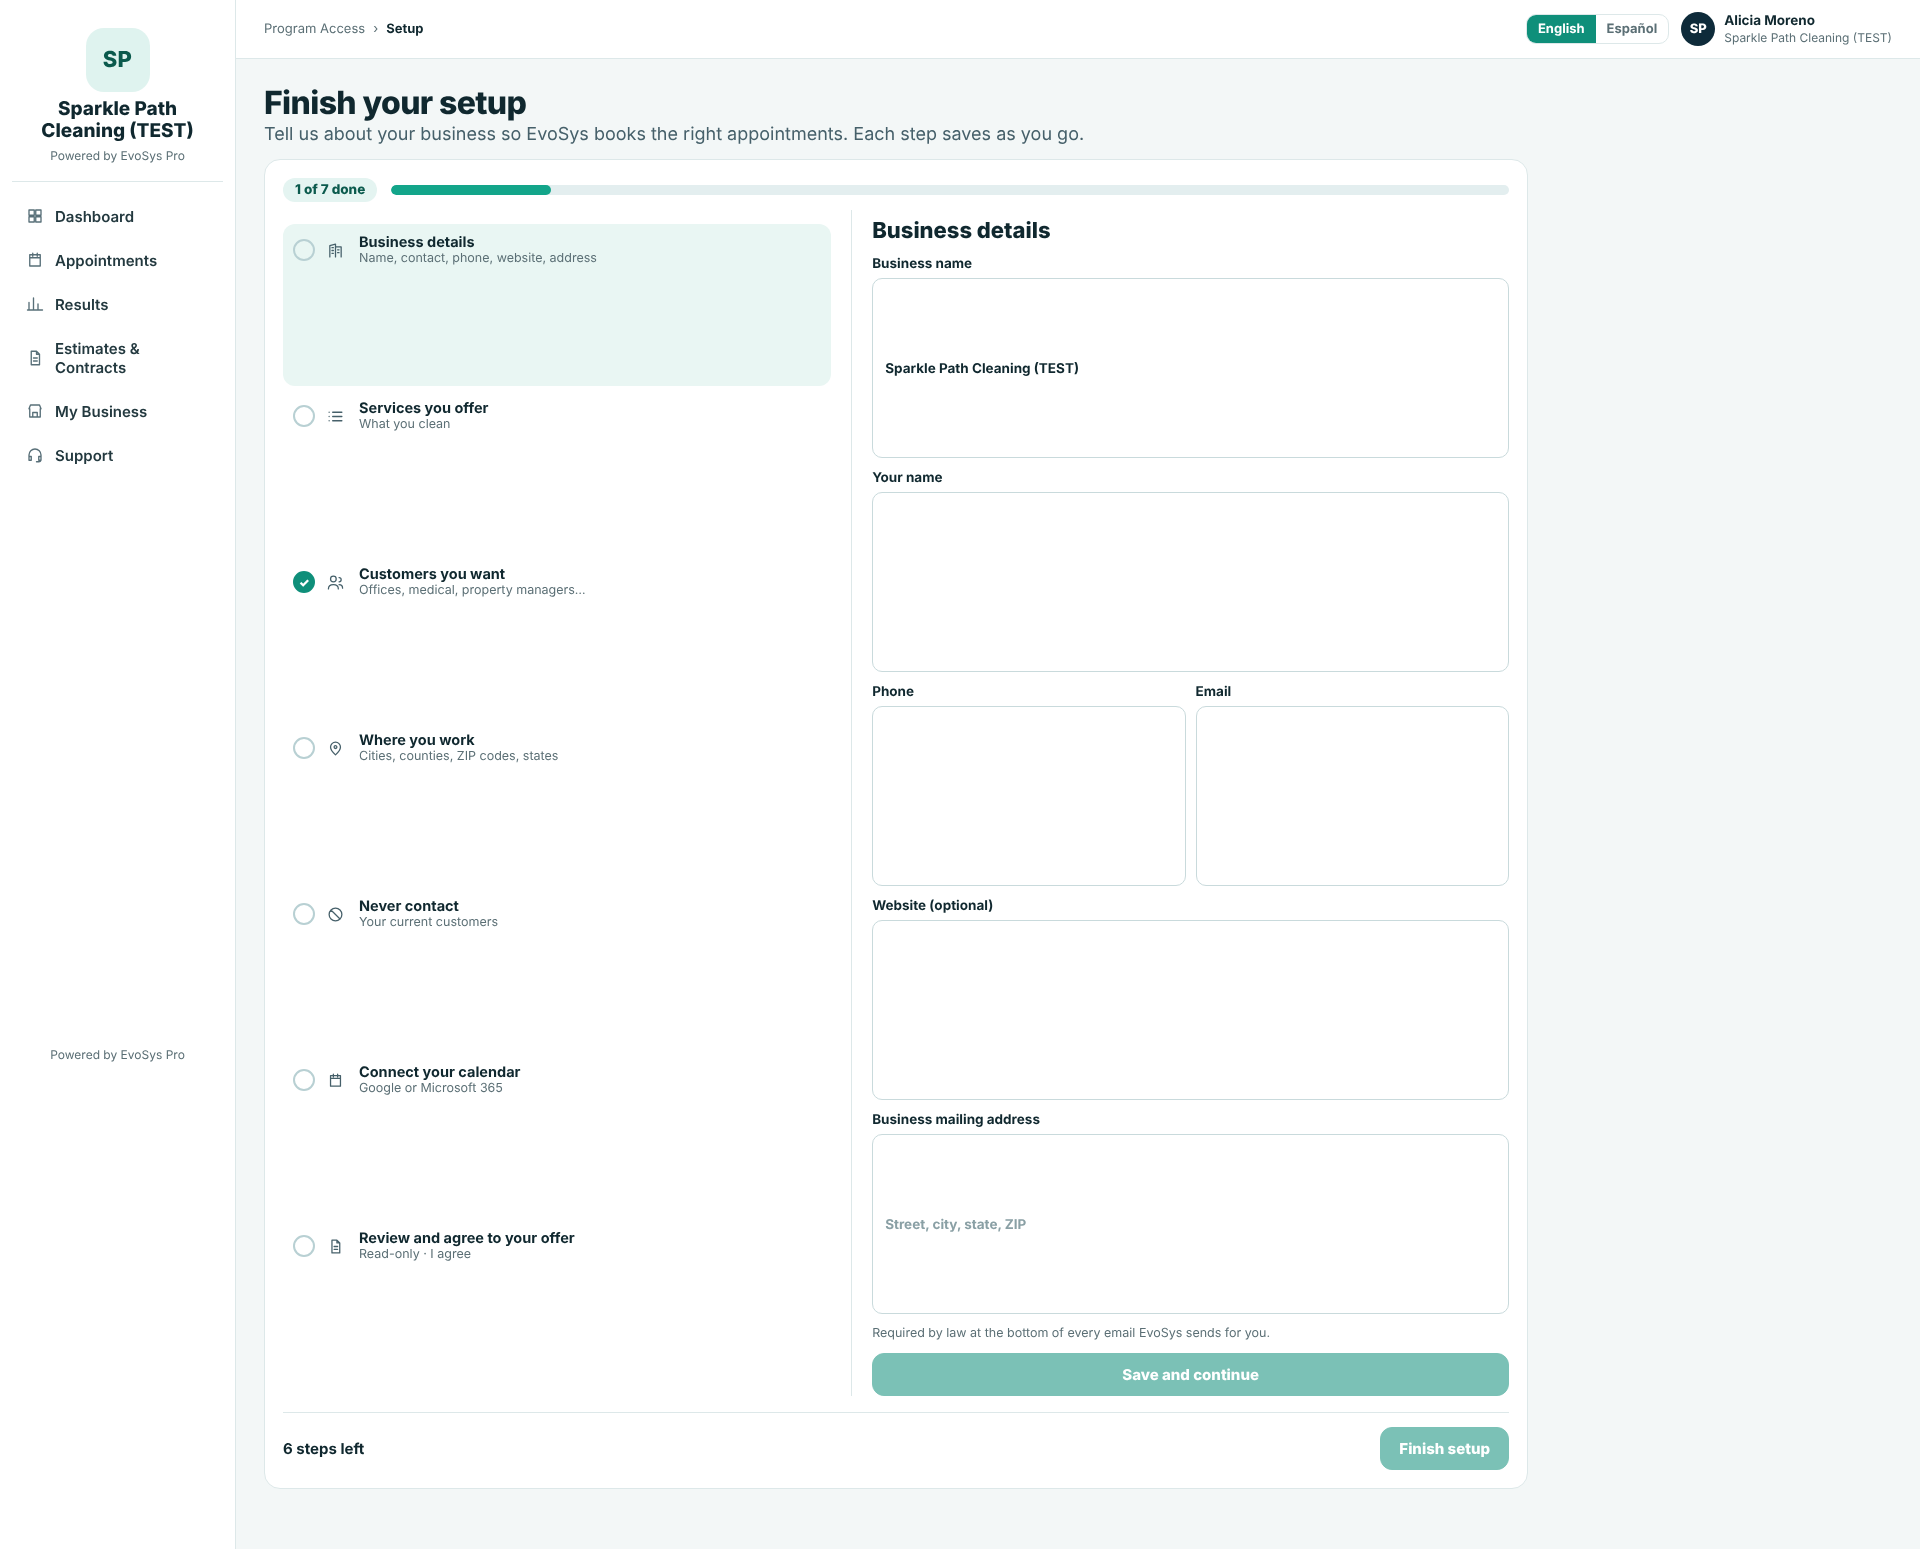 SP
Sparkle Path
Cleaning (TEST)
Powered by EvoSys Pro
Dashboard
Appointments
Results
Estimates &
Contracts
My Business
Support
Powered by EvoSys Pro
Program Access › Setup
English
Español
SP
Alicia Moreno
Sparkle Path Cleaning (TEST)
Finish your setup
Tell us about your business so EvoSys books the right appointments. Each step saves as you go.
1 of 7 done
Business details
Name, contact, phone, website, address
Services you offer
What you clean
Customers you want
Offices, medical, property managers...
Where you work
Cities, counties, ZIP codes, states
Never contact
Your current customers
Connect your calendar
Google or Microsoft 365
Review and agree to your offer
Read-only · I agree
Business details
Business name
Sparkle Path Cleaning (TEST)
Your name
Phone
Email
Website (optional)
Business mailing address
Street, city, state, ZIP
Required by law at the bottom of every email EvoSys sends for you.
Save and continue
6 steps left
Finish setup